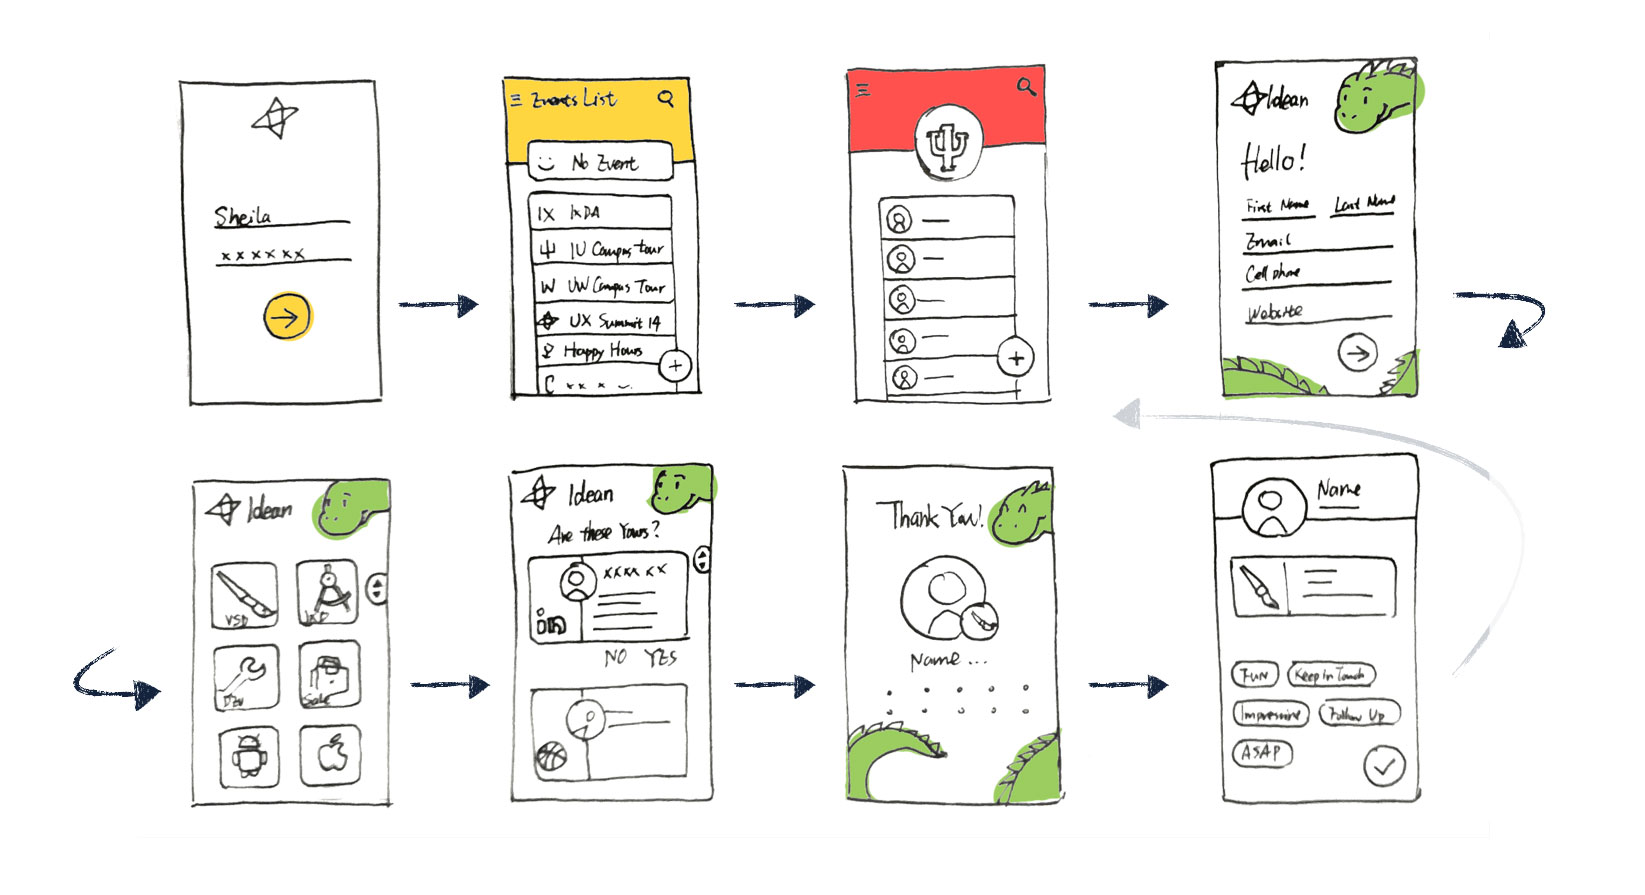 Sheila
xxxxxx
Events List
No Event
IX IxDA
IU Campus tour
W UW Campus Tour
UX Summit 14
Happy Hours
xx x
Idean
Hello!
First Name Last Name
Email
Cell phone
Website
Idean
VSD IxD
Dev Sale
Idean
Are these Yours?
xxxx xx
in
NO YES
Thank You!
Name...
Name
FUN Keep In Touch
Impressive Follow Up
ASAP